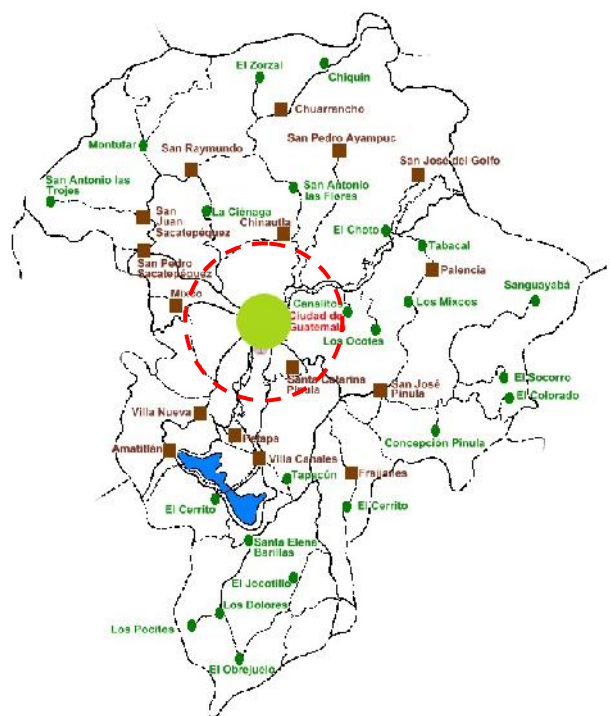 El Zorzal
Chiquin
Chuarrancho
San Pedro Ayampuc
Montufar
San Raymundo
San José del Golfo
San Antonio las
Trojes
San Antonio
las Flores
La Ciénaga
San
Juan
Sacatepéquez
Chinautla
El Choto
Tabacal
San Pedro
Sacatepéquez
Palencia
Mixco
Canalitos
Ciudad de
Guatemala
Los Mixcos
Sanguayabá
Los Ocotes
Santa Catarina
Pinula
San José
Pinula
El Socorro
El Colorado
Villa Nueva
Petapa
Concepción Pinula
Amatitlán
Villa Canales
Tapacún
Fraijanes
El Cerrito
El Cerrito
Santa Elena
Barillas
El Jocotillo
Los Dolores
Los Pocitos
El Obrejuelo